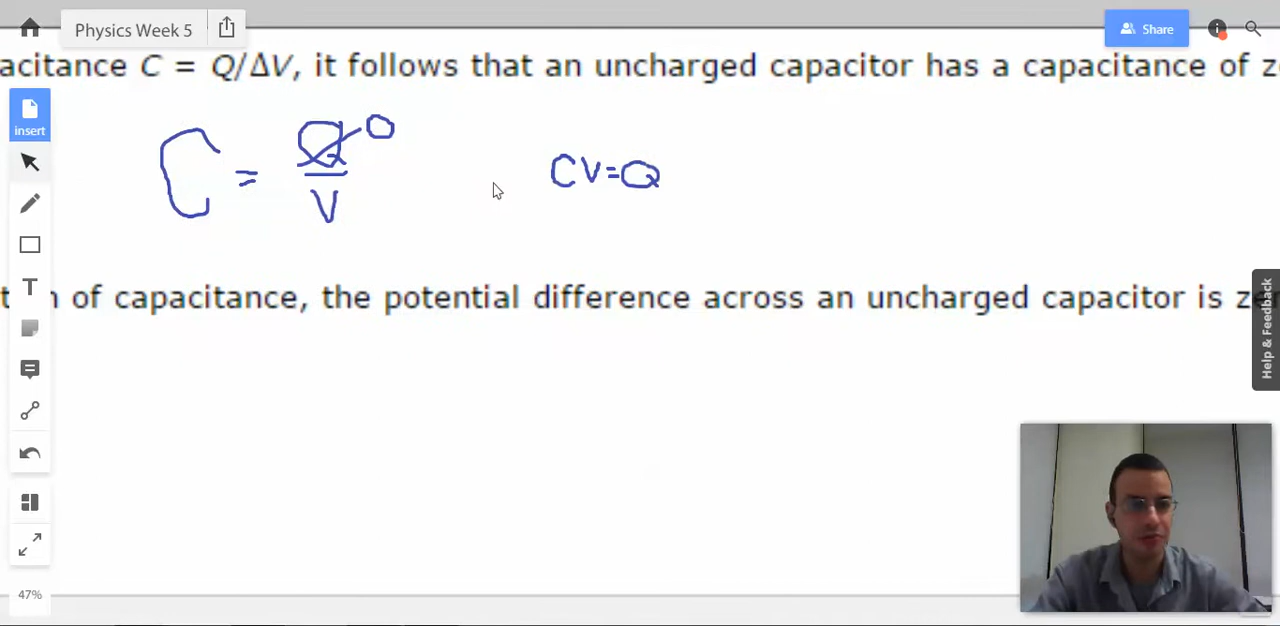 Physics Week 5
Share
acitance C = Q/ΔV, it follows that an uncharged capacitor has a capacitance of z
insert
C = Q 0
V
CV=Q
T
t n of capacitance, the potential difference across an uncharged capacitor is ze
Help & Feedback
47%